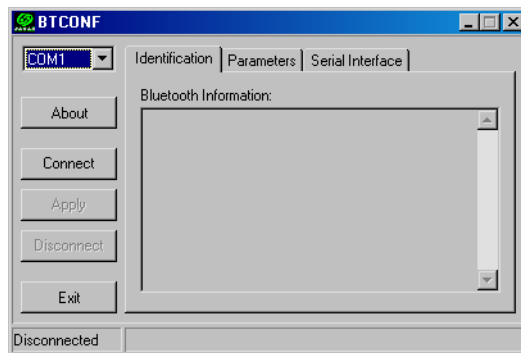 BTCONF
COM1
Identification
Parameters
Serial Interface
Bluetooth Information:
About
Connect
Apply
Disconnect
Exit
Disconnected